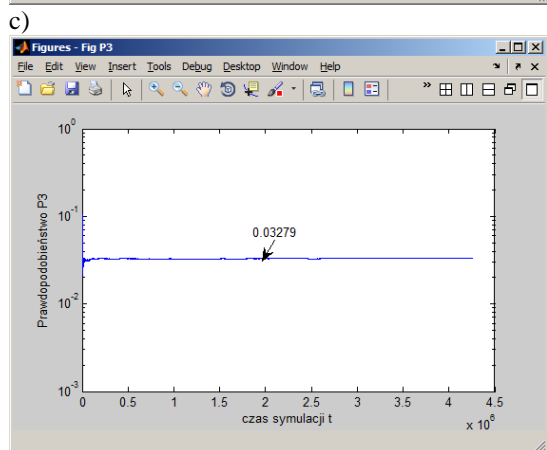 c)
Figures - Fig P3
File Edit View Insert Tools Debug Desktop Window Help
»
10^0
10^-1
10^-2
10^-3
Prawdopodobieństwo P3
0.03279
0 0.5 1 1.5 2 2.5 3 3.5 4 4.5
czas symulacji t
x 10^6